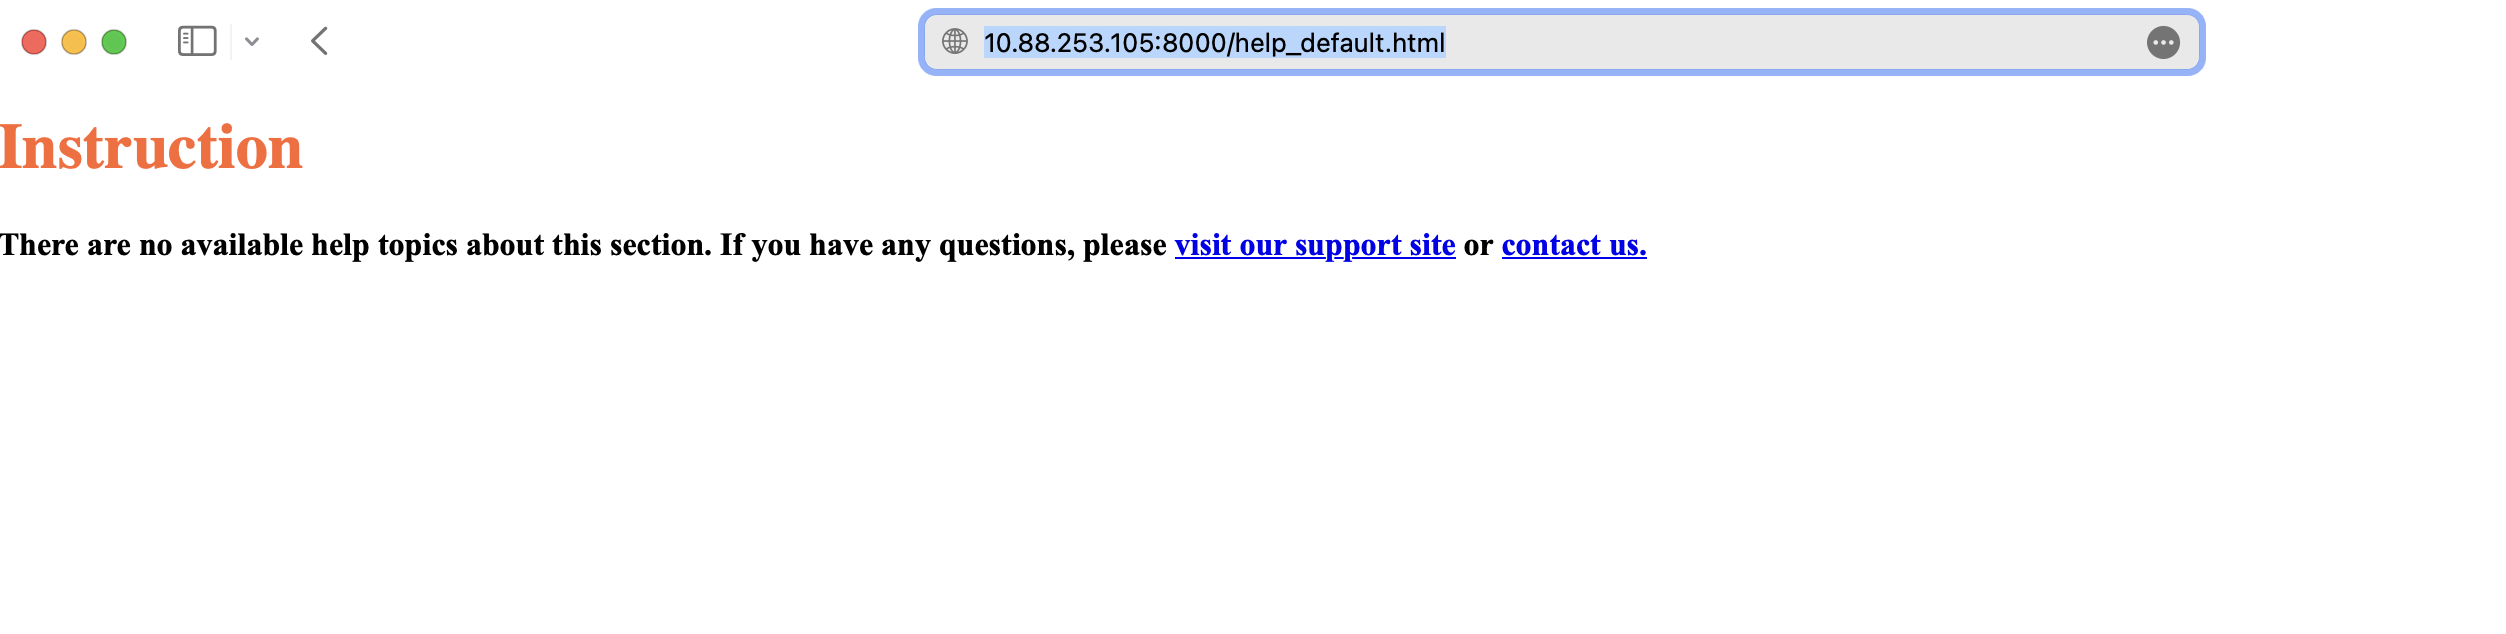 10.88.253.105:8000/help_default.html
Instruction
There are no available help topics about this section. If you have any questions, please visit our support site or contact us.